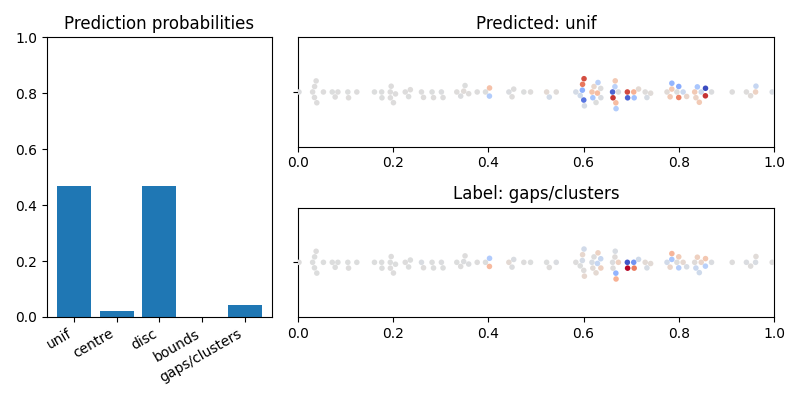 Prediction probabilities
1.0
0.8
0.6
0.4
0.2
0.0
unif
centre
disc
bounds
gaps/clusters
Predicted: unif
0.0 0.2 0.4 0.6 0.8 1.0
Label: gaps/clusters
0.0 0.2 0.4 0.6 0.8 1.0